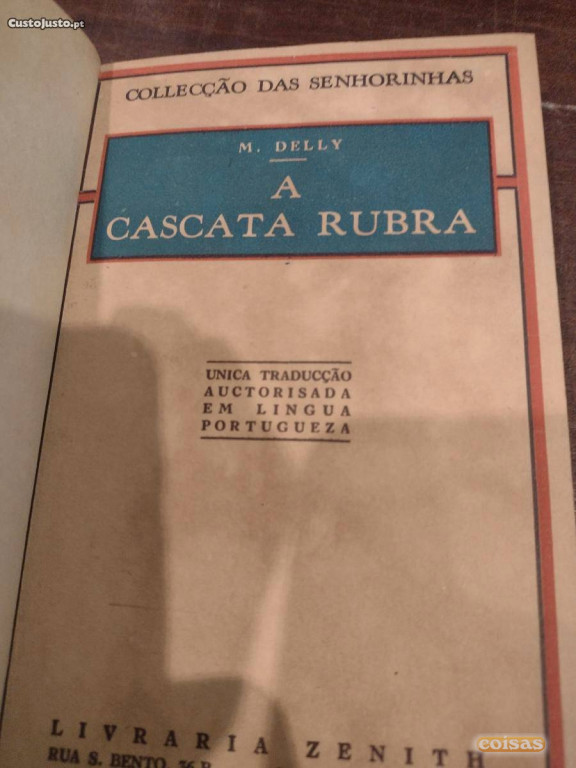 CustoJusto.pt
COLLECÇÃO DAS SENHORINHAS
M. DELLY
A
CASCATA RUBRA
UNICA TRADUCÇÃO
AUCTORISADA
EM LINGUA
PORTUGUEZA
LIVRARIA ZENITH
RUA S. BENTO, 36-B
coisas